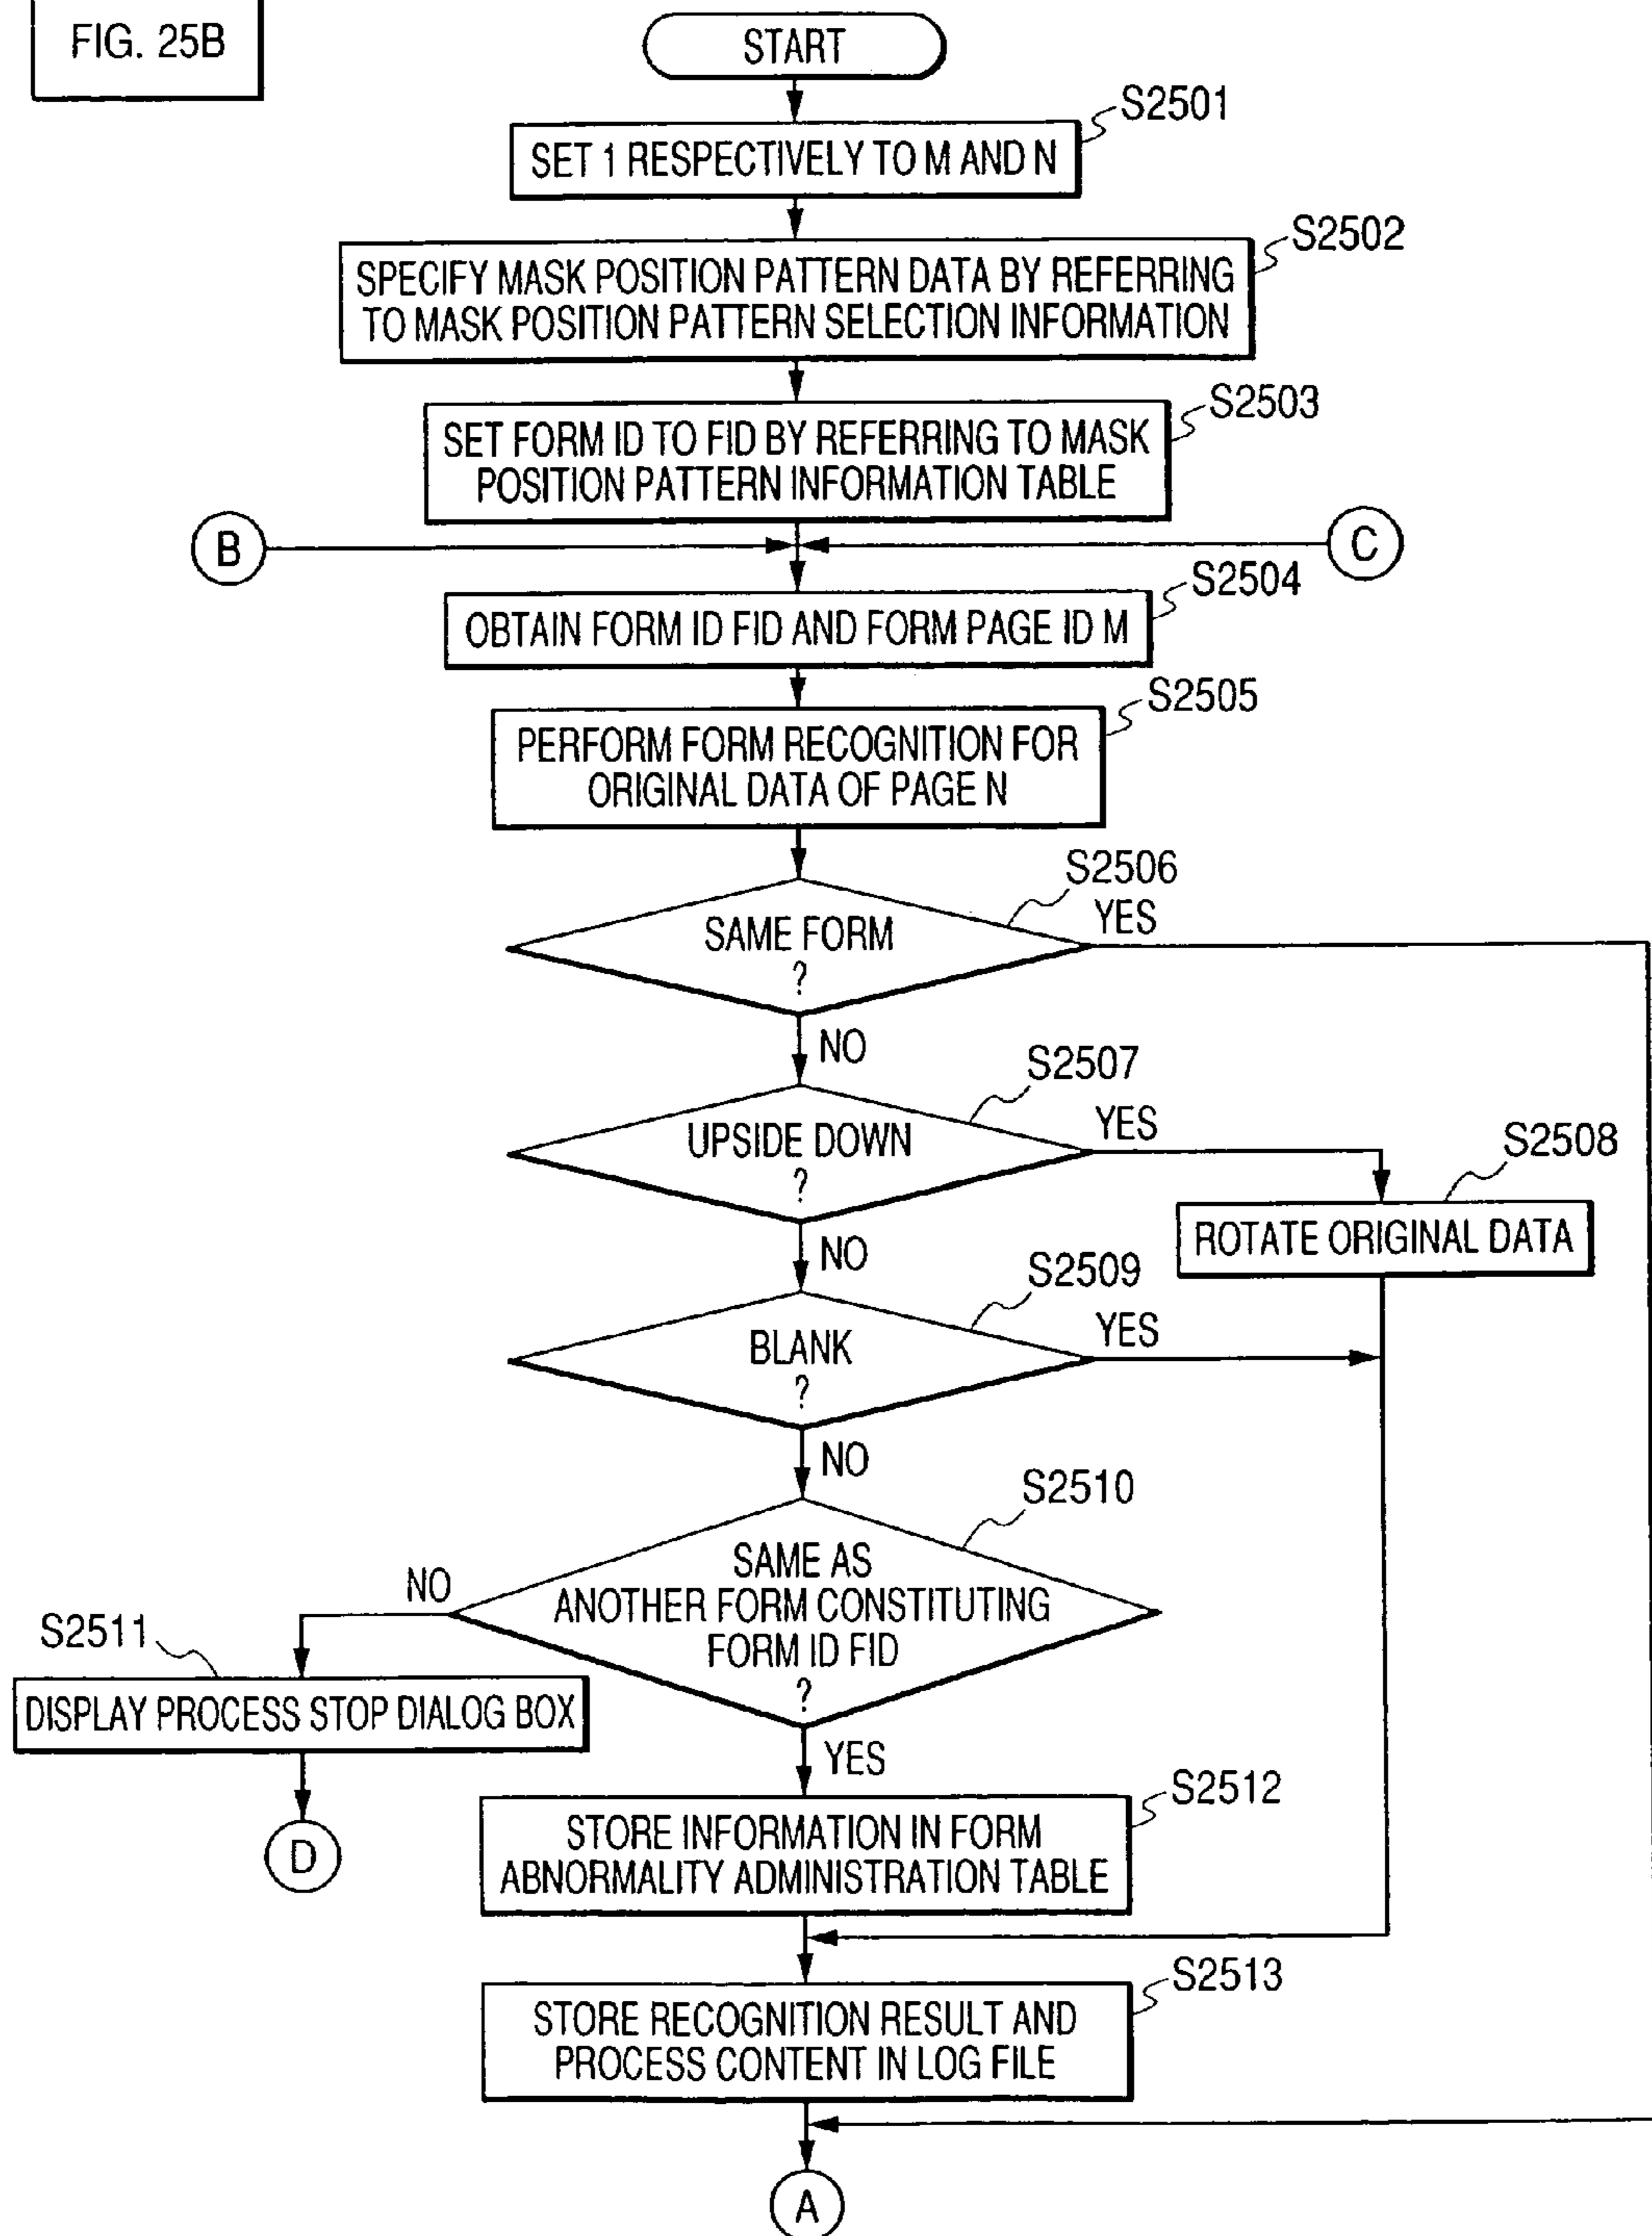 FIG. 25B
START
S2501
SET 1 RESPECTIVELY TO M AND N
S2502
SPECIFY MASK POSITION PATTERN DATA BY REFERRING
TO MASK POSITION PATTERN SELECTION INFORMATION
S2503
SET FORM ID TO FID BY REFERRING TO MASK
POSITION PATTERN INFORMATION TABLE
B
C
S2504
OBTAIN FORM ID FID AND FORM PAGE ID M
S2505
PERFORM FORM RECOGNITION FOR
ORIGINAL DATA OF PAGE N
S2506
YES
SAME FORM
?
NO
S2507
YES
UPSIDE DOWN
?
S2508
ROTATE ORIGINAL DATA
NO
S2509
YES
BLANK
?
NO
S2510
SAME AS
ANOTHER FORM CONSTITUTING
FORM ID FID
?
NO
S2511
DISPLAY PROCESS STOP DIALOG BOX
D
YES
S2512
STORE INFORMATION IN FORM
ABNORMALITY ADMINISTRATION TABLE
S2513
STORE RECOGNITION RESULT AND
PROCESS CONTENT IN LOG FILE
A